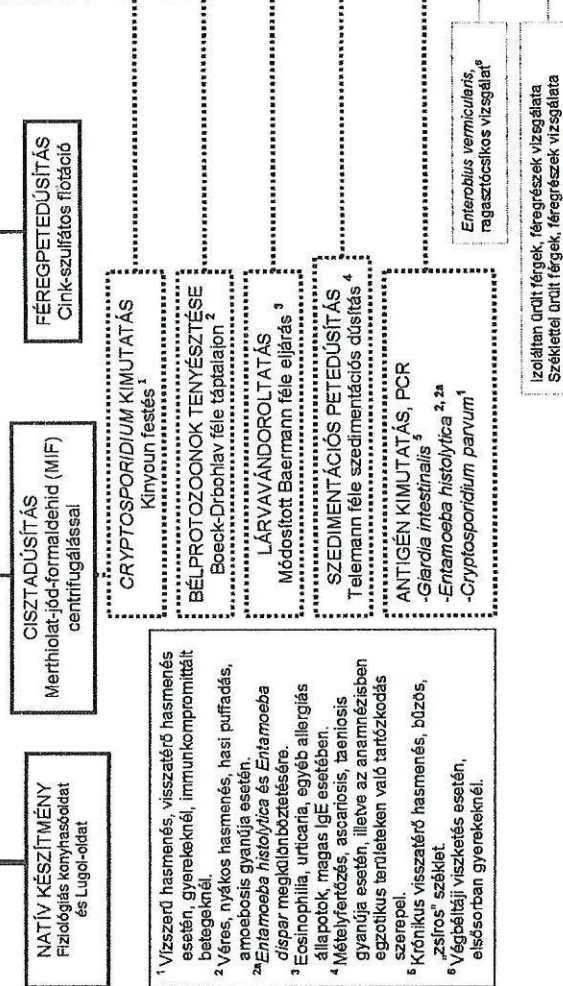 NATÍV KÉSZÍTMÉNY
Fiziológiás konyhasóoldat
és Lugol-oldat
CISZTADÚSÍTÁS
Merthiolat-jód-formaldehid (MIF)
centrifugálással
FÉREGPETEDÚSÍTÁS
Cink-szulfátos flotáció
CRYPTOSPORIDIUM KIMUTATÁS
Kinyoun festés ¹
BÉLPROTOZOONOK TENYÉSZTÉSE
Boeck-Drbohlav féle táptalajon ²
LÁRVAVÁNDOROLTATÁS
Módosított Baermann féle eljárás ³
SZEDIMENTÁCIÓS PETEDÚSÍTÁS
Telemann féle szedimentációs dúsítás ⁴
ANTIGÉN KIMUTATÁS, PCR
-Giardia intestinalis ⁵
-Entamoeba histolytica ²,²ᵃ
-Cryptosporidium parvum¹
Enterobius vermicularis,
ragasztócsíkos vizsgálat⁶
Izoláltan ürült férgek, féregrészek vizsgálata
Széklettel ürült férgek, féregrészek vizsgálata
¹ Vízszerű hasmenés, visszatérő hasmenés
esetén, gyerekeknél, immunkompromittált
betegeknél.
² Véres, nyákos hasmenés, hasi puffadás,
amoebosis gyanúja esetén.
²ᵃ Entamoeba histolytica és Entamoeba
dispar megkülönböztetésére.
³ Eosinophilia, urticaria, egyéb allergiás
állapotok, magas IgE esetében.
⁴ Mételyfertőzés, ascariosis, taeniosis
gyanúja esetén, illetve az anamnézisben
egzotikus területeken való tartózkodás
szerepel.
⁵ Krónikus visszatérő hasmenés, bűzös,
„zsíros" széklet.
⁶ Végbéltáji viszketés esetén,
elsősorban gyerekeknél.